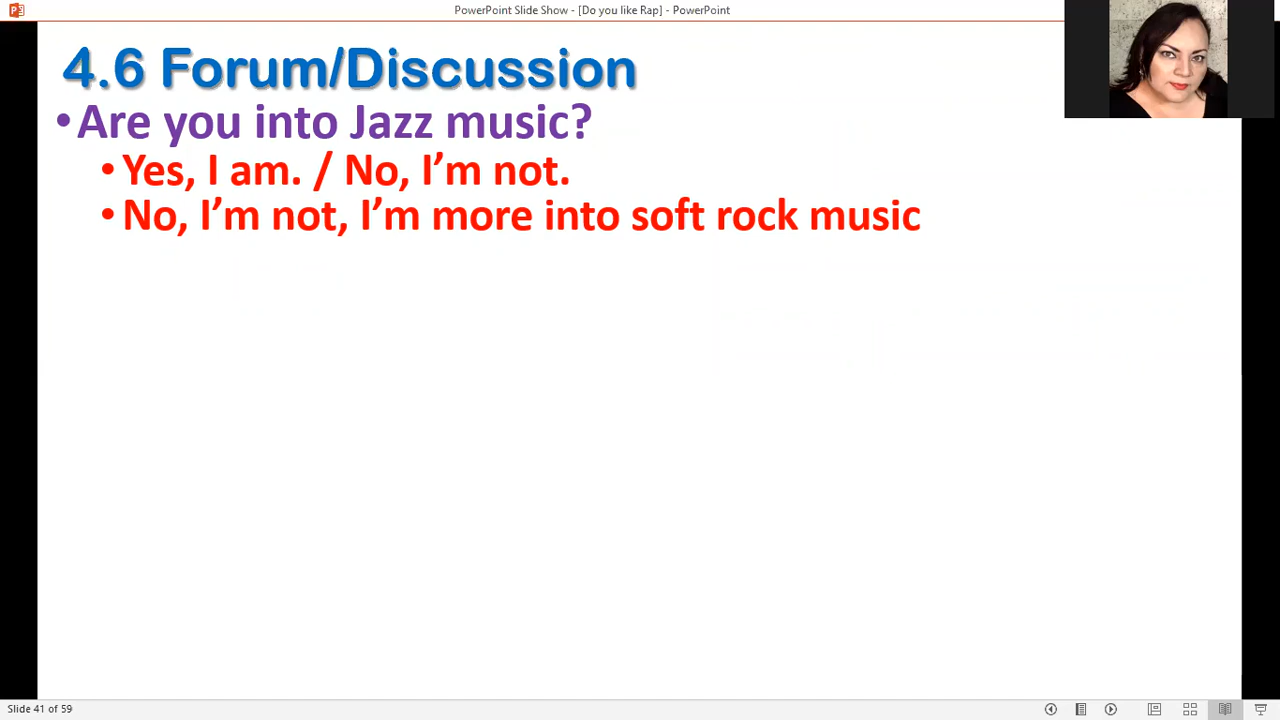 PowerPoint Slide Show - [Do you like Rap] - PowerPoint
4.6 Forum/Discussion
•Are you into Jazz music?
•Yes, I am. / No, I’m not.
•No, I’m not, I’m more into soft rock music
Slide 41 of 59